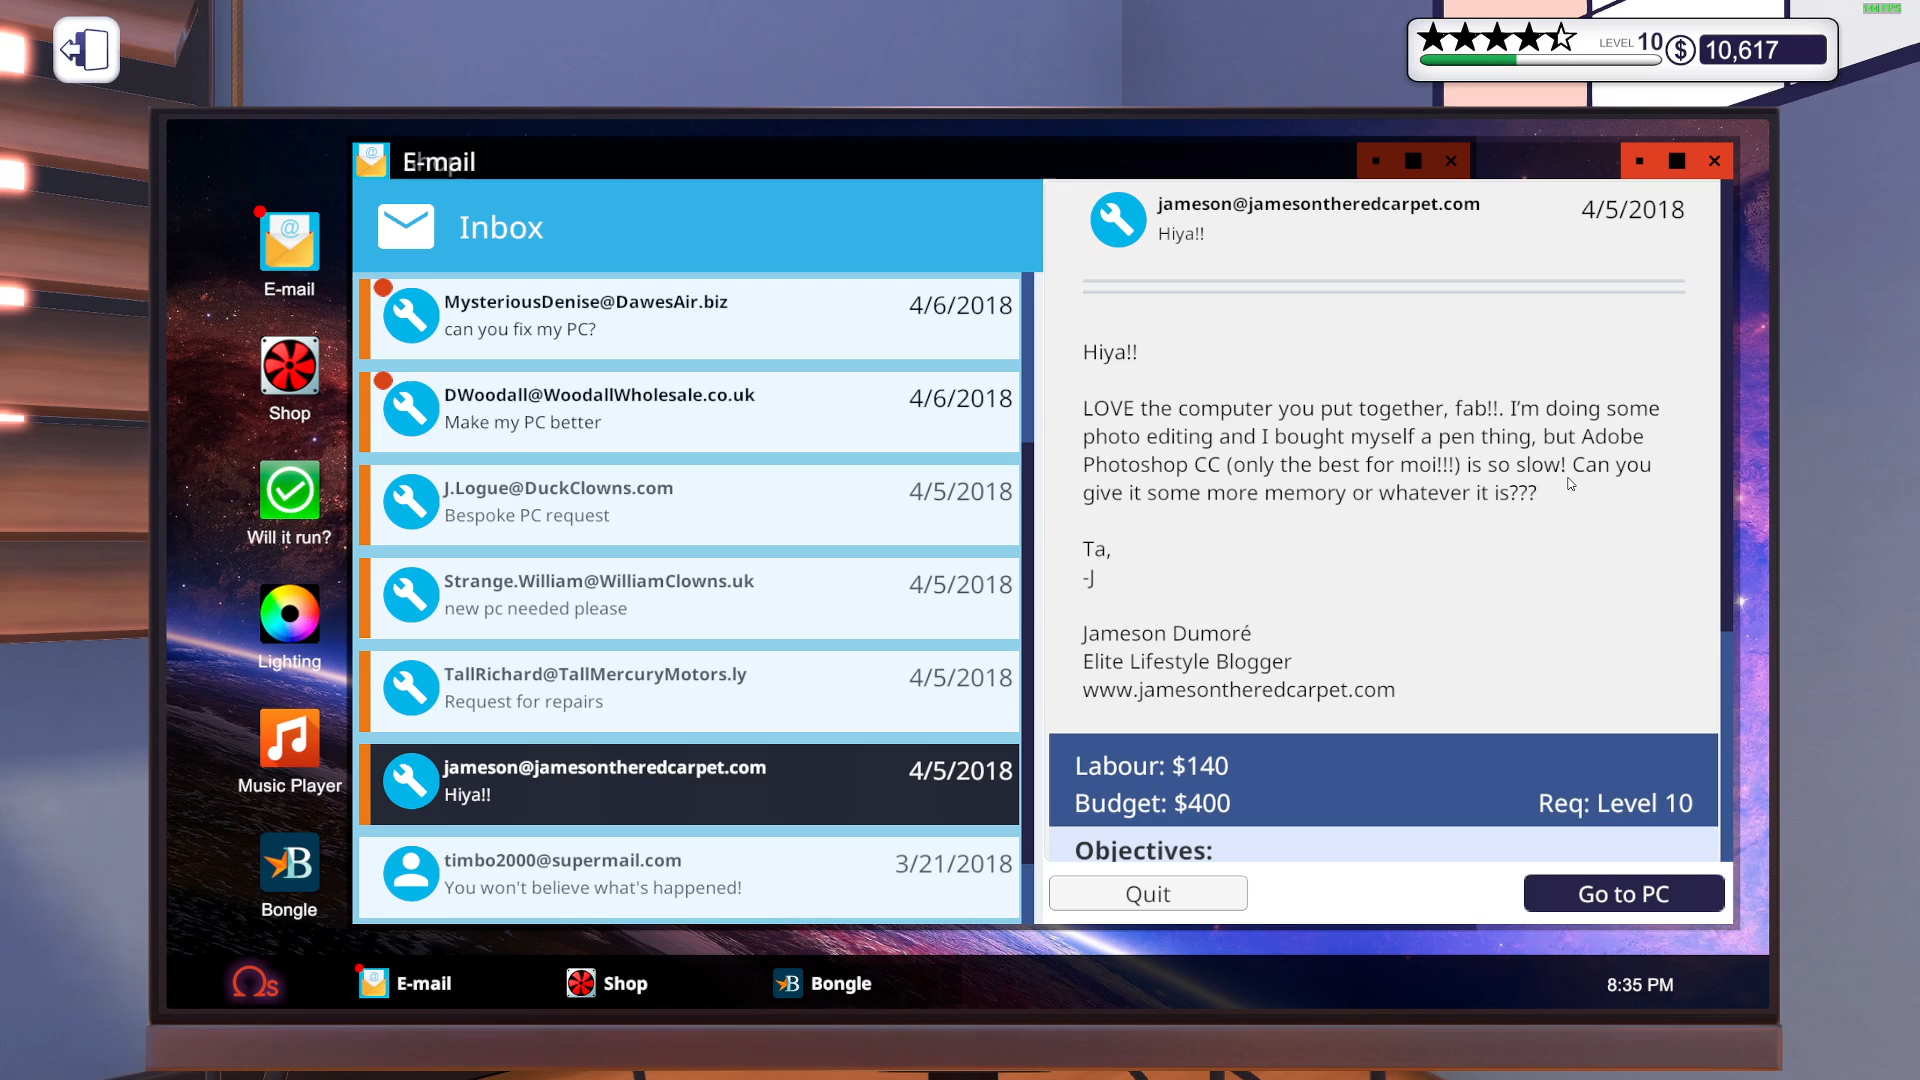 LEVEL 10
$ 10,617
E-mail
Inbox
MysteriousDenise@DawesAir.biz
4/6/2018
can you fix my PC?
DWoodall@WoodallWholesale.co.uk
4/6/2018
Make my PC better
J.Logue@DuckClowns.com
4/5/2018
Bespoke PC request
Strange.William@WilliamClowns.uk
4/5/2018
new pc needed please
TallRichard@TallMercuryMotors.ly
4/5/2018
Request for repairs
jameson@jamesontheredcarpet.com
4/5/2018
Hiya!!
timbo2000@supermail.com
3/21/2018
You won't believe what's happened!
jameson@jamesontheredcarpet.com
4/5/2018
Hiya!!
Hiya!!
LOVE the computer you put together, fab!!. I'm doing some
photo editing and I bought myself a pen thing, but Adobe
Photoshop CC (only the best for moi!!!) is so slow! Can you
give it some more memory or whatever it is???
Ta,
-J
Jameson Dumoré
Elite Lifestyle Blogger
www.jamesontheredcarpet.com
Labour: $140
Budget: $400
Req: Level 10
Objectives:
Quit
Go to PC
E-mail
Shop
Will it run?
Lighting
Music Player
B
Bongle
Ωs
E-mail
Shop
B
Bongle
8:35 PM